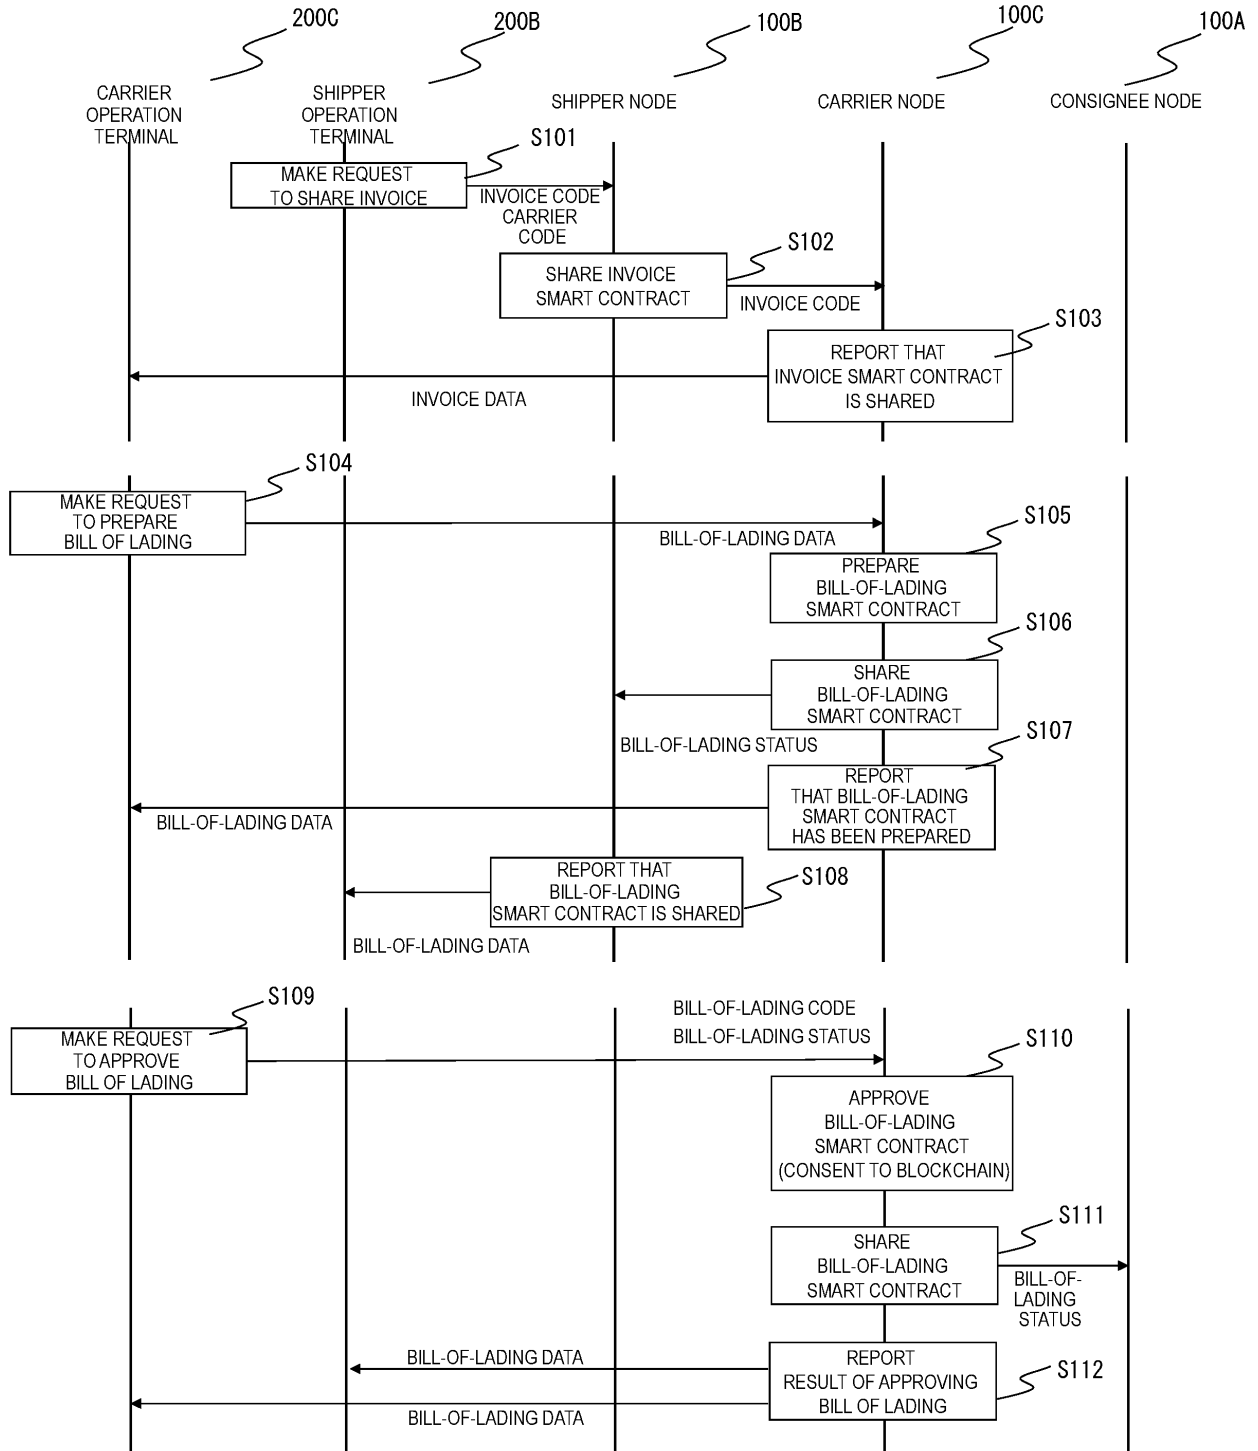 200C
200B
100B
100C
100A
CARRIER
OPERATION
TERMINAL
SHIPPER
OPERATION
TERMINAL
SHIPPER NODE
CARRIER NODE
CONSIGNEE NODE
S101
MAKE REQUEST
TO SHARE INVOICE
INVOICE CODE
CARRIER
CODE
S102
SHARE INVOICE
SMART CONTRACT
INVOICE CODE
S103
REPORT THAT
INVOICE SMART CONTRACT
IS SHARED
INVOICE DATA
S104
MAKE REQUEST
TO PREPARE
BILL OF LADING
BILL-OF-LADING DATA
S105
PREPARE
BILL-OF-LADING
SMART CONTRACT
S106
SHARE
BILL-OF-LADING
SMART CONTRACT
BILL-OF-LADING STATUS
S107
REPORT
THAT BILL-OF-LADING
SMART CONTRACT
HAS BEEN PREPARED
BILL-OF-LADING DATA
S108
REPORT THAT
BILL-OF-LADING
SMART CONTRACT IS SHARED
BILL-OF-LADING DATA
S109
MAKE REQUEST
TO APPROVE
BILL OF LADING
BILL-OF-LADING CODE
BILL-OF-LADING STATUS
S110
APPROVE
BILL-OF-LADING
SMART CONTRACT
(CONSENT TO BLOCKCHAIN)
S111
SHARE
BILL-OF-LADING
SMART CONTRACT
BILL-OF-
LADING
STATUS
S112
REPORT
RESULT OF APPROVING
BILL OF LADING
BILL-OF-LADING DATA
BILL-OF-LADING DATA